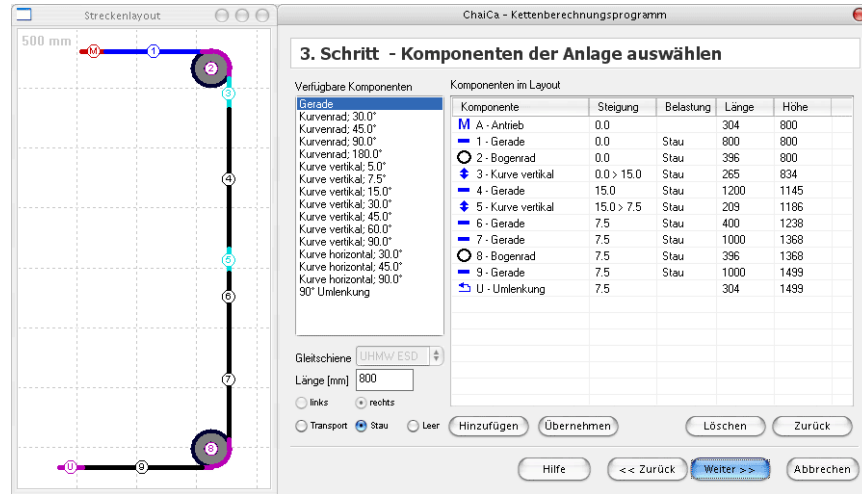 Streckenlayout
500 mm
M
1
2
3
4
5
6
7
8
U
9
ChaiCa - Kettenberechnungsprogramm
3. Schritt - Komponenten der Anlage auswählen
Verfügbare Komponenten
Gerade
Kurvenrad; 30.0°
Kurvenrad; 45.0°
Kurvenrad; 90.0°
Kurvenrad; 180.0°
Kurve vertikal; 5.0°
Kurve vertikal; 7.5°
Kurve vertikal; 15.0°
Kurve vertikal; 30.0°
Kurve vertikal; 45.0°
Kurve vertikal; 60.0°
Kurve vertikal; 90.0°
Kurve horizontal; 30.0°
Kurve horizontal; 45.0°
Kurve horizontal; 90.0°
90° Umlenkung
Komponenten im Layout
Komponente Steigung Belastung Länge Höhe
M A - Antrieb 0.0 304 800
1 - Gerade 0.0 Stau 800 800
2 - Bogenrad 0.0 Stau 396 800
3 - Kurve vertikal 0.0 > 15.0 Stau 265 834
4 - Gerade 15.0 Stau 1200 1145
5 - Kurve vertikal 15.0 > 7.5 Stau 209 1186
6 - Gerade 7.5 Stau 400 1238
7 - Gerade 7.5 Stau 1000 1368
8 - Bogenrad 7.5 Stau 396 1368
9 - Gerade 7.5 Stau 1000 1499
U - Umlenkung 7.5 304 1499
Gleitschiene UHMW ESD
Länge [mm] 800
links rechts
Transport Stau Leer
Hinzufügen Übernehmen Löschen Zurück
Hilfe << Zurück Weiter >> Abbrechen